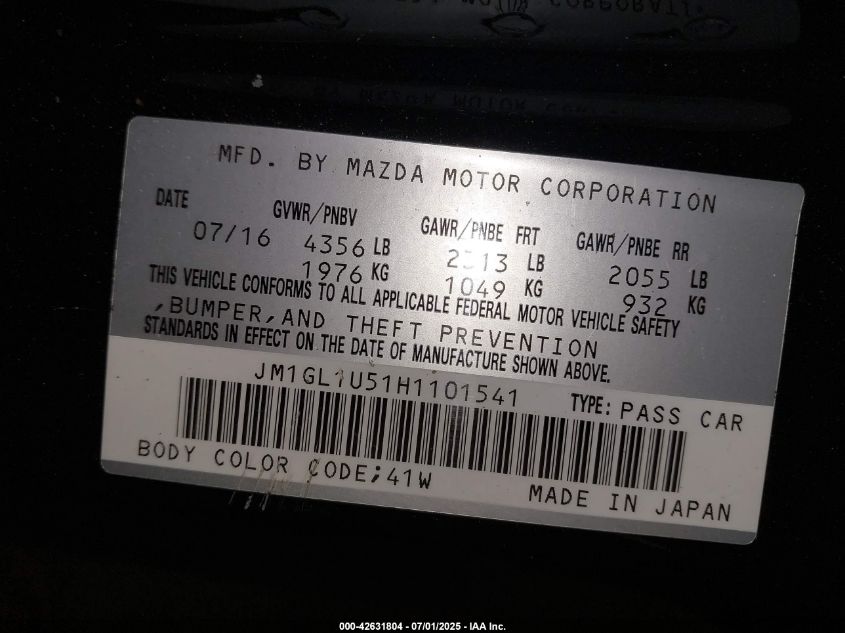 MFD. BY MAZDA MOTOR CORPORATION
DATE GVWR/PNBV GAWR/PNBE FRT GAWR/PNBE RR
07/16 4356 LB 2313 LB 2055 LB
1976 KG 1049 KG 932 KG
THIS VEHICLE CONFORMS TO ALL APPLICABLE FEDERAL MOTOR VEHICLE SAFETY
,BUMPER,AND THEFT PREVENTION
STANDARDS IN EFFECT ON THE DATE OF MANUFACTURE SHOWN ABOVE.
JM1GL1U51H1101541 TYPE: PASS CAR
BODY COLOR CODE;41W
MADE IN JAPAN
000-42631804 - 07/01/2025 - IAA Inc.